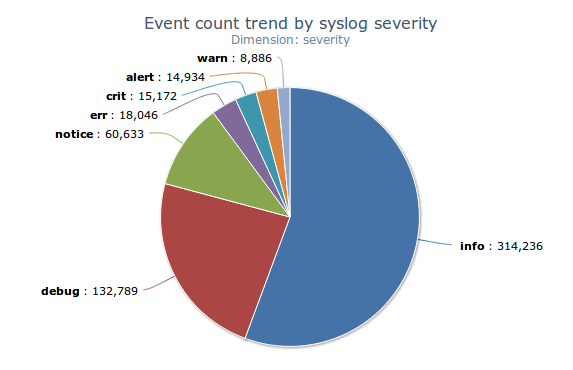 Event count trend by syslog severity
Dimension: severity
warn : 8,886
alert : 14,934
crit : 15,172
err : 18,046
notice : 60,633
info : 314,236
debug : 132,789